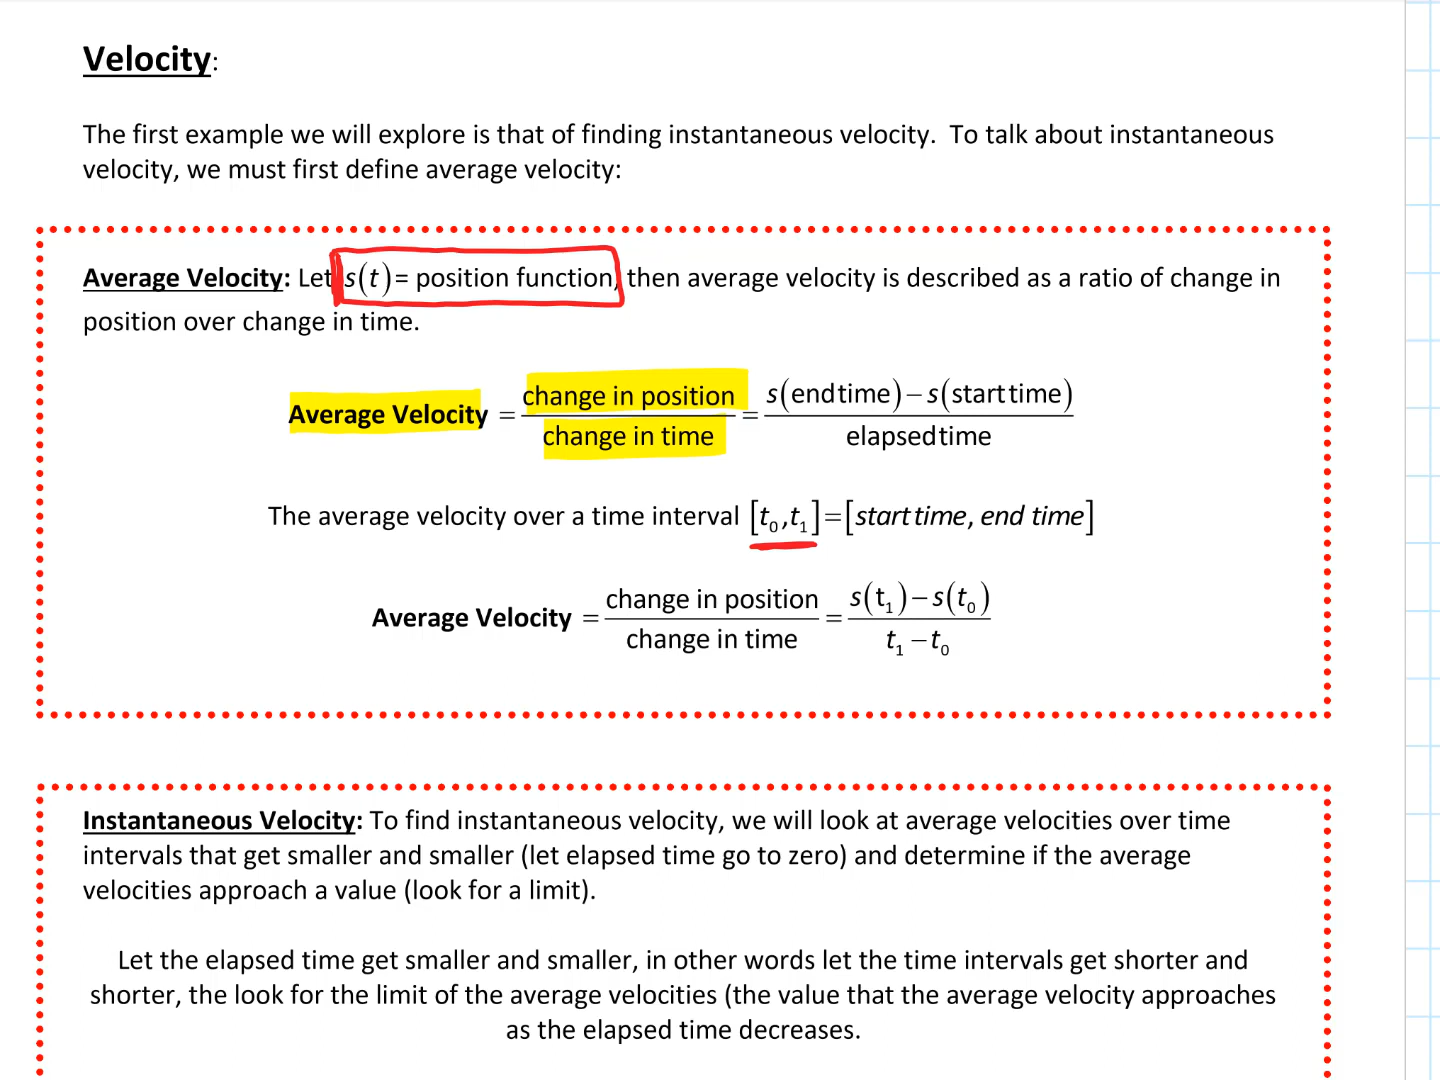 Velocity:
The first example we will explore is that of finding instantaneous velocity.  To talk about instantaneous
velocity, we must first define average velocity:
Average Velocity: Let s(t)= position function, then average velocity is described as a ratio of change in
position over change in time.
Average Velocity = change in position / change in time = s(endtime)−s(starttime) / elapsedtime
The average velocity over a time interval [t₀,t₁]=[start time, end time]
Average Velocity = change in position / change in time = s(t₁)−s(t₀) / t₁−t₀
Instantaneous Velocity: To find instantaneous velocity, we will look at average velocities over time
intervals that get smaller and smaller (let elapsed time go to zero) and determine if the average
velocities approach a value (look for a limit).
Let the elapsed time get smaller and smaller, in other words let the time intervals get shorter and
shorter, the look for the limit of the average velocities (the value that the average velocity approaches
as the elapsed time decreases.